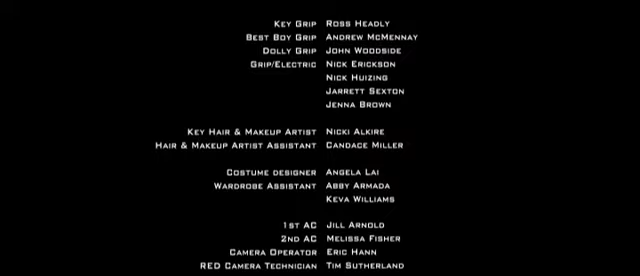 Key Grip Ross Headly
Best Boy Grip Andrew McMennay
Dolly Grip John Woodside
Grip/Electric Nick Erickson
Nick Huizing
Jarrett Sexton
Jenna Brown
Key Hair & Makeup Artist Nicki Alkire
Hair & Makeup Artist Assistant Candace Miller
Costume designer Angela Lai
Wardrobe Assistant Abby Armada
Keva Williams
1st AC Jill Arnold
2nd AC Melissa Fisher
Camera Operator Eric Hann
RED Camera Technician Tim Sutherland